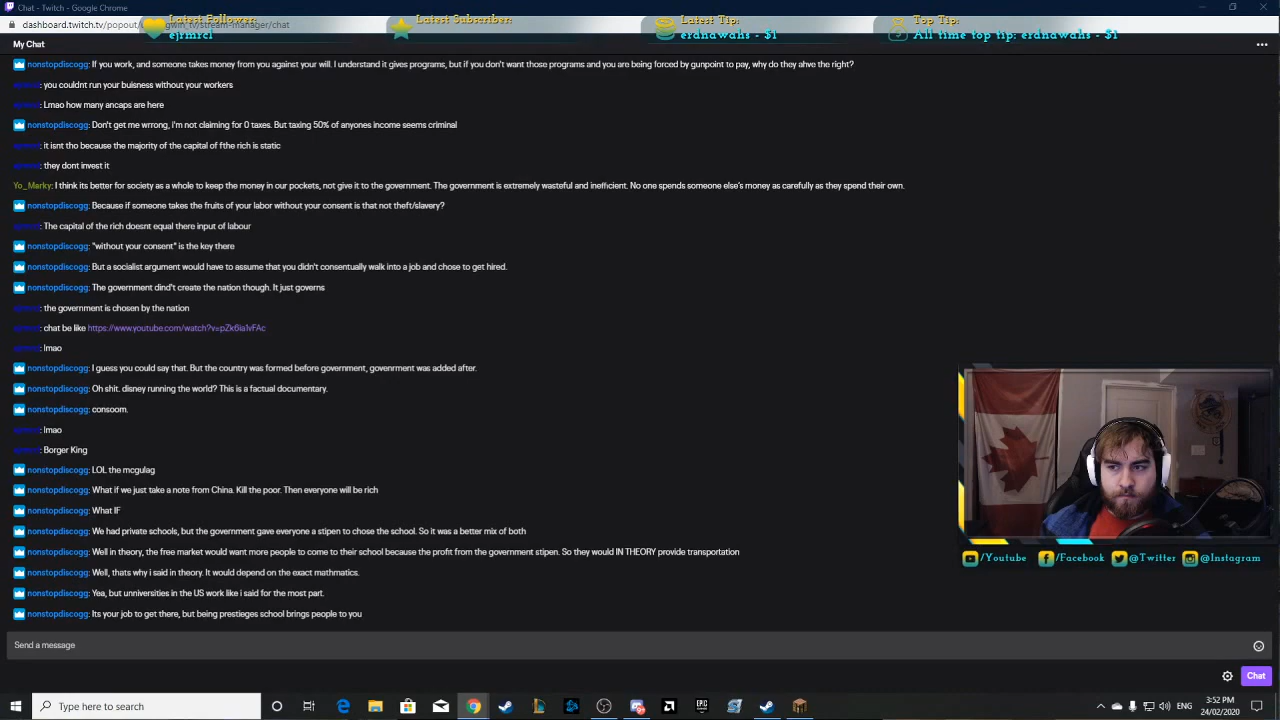 Chat - Twitch - Google Chrome
dashboard.twitch.tv/popout/ /stream-manager/chat
Latest Follower:
ejrmrcl
Latest Subscriber:
Latest Tip:
erdnawahs - $1
Top Tip:
All time top tip: erdnawahs - $1
My Chat
nonstopdiscogg: If you work, and someone takes money from you against your will. I understand it gives programs, but if you don't want those programs and you are being forced by gunpoint to pay, why do they ahve the right?
: you couldnt run your buisness without your workers
: Lmao how many ancaps are here
nonstopdiscogg: Don't get me wrrong, i'm not claiming for 0 taxes. But taxing 50% of anyones income seems criminal
: it isnt tho because the majority of the capital of fthe rich is static
: they dont invest it
Yo_Marky: I think its better for society as a whole to keep the money in our pockets, not give it to the government. The government is extremely wasteful and inefficient. No one spends someone else's money as carefully as they spend their own.
nonstopdiscogg: Because if someone takes the fruits of your labor without your consent is that not theft/slavery?
: The capital of the rich doesnt equal there input of labour
nonstopdiscogg: "without your consent" is the key there
nonstopdiscogg: But a socialist argument would have to assume that you didn't consentually walk into a job and chose to get hired.
nonstopdiscogg: The government dind't create the nation though. It just governs
: the government is chosen by the nation
: chat be like https://www.youtube.com/watch?v=pZk6ia1vFAc
: lmao
nonstopdiscogg: I guess you could say that. But the country was formed before government, govenrment was added after.
nonstopdiscogg: Oh shit. disney running the world? This is a factual documentary.
nonstopdiscogg: consoom.
: lmao
: Borger King
nonstopdiscogg: LOL the mcgulag
nonstopdiscogg: What if we just take a note from China. Kill the poor. Then everyone will be rich
nonstopdiscogg: What IF
nonstopdiscogg: We had private schools, but the government gave everyone a stipen to chose the school. So it was a better mix of both
nonstopdiscogg: Well in theory, the free market would want more people to come to their school because the profit from the government stipen. So they would IN THEORY provide transportation
nonstopdiscogg: Well, thats why i said in theory. It would depend on the exact mathmatics.
nonstopdiscogg: Yea, but unniversities in the US work like i said for the most part.
nonstopdiscogg: Its your job to get there, but being prestieges school brings people to you
/Youtube /Facebook @Twitter @Instagram
Send a message
Chat
Type here to search
3:52 PM
24/02/2020